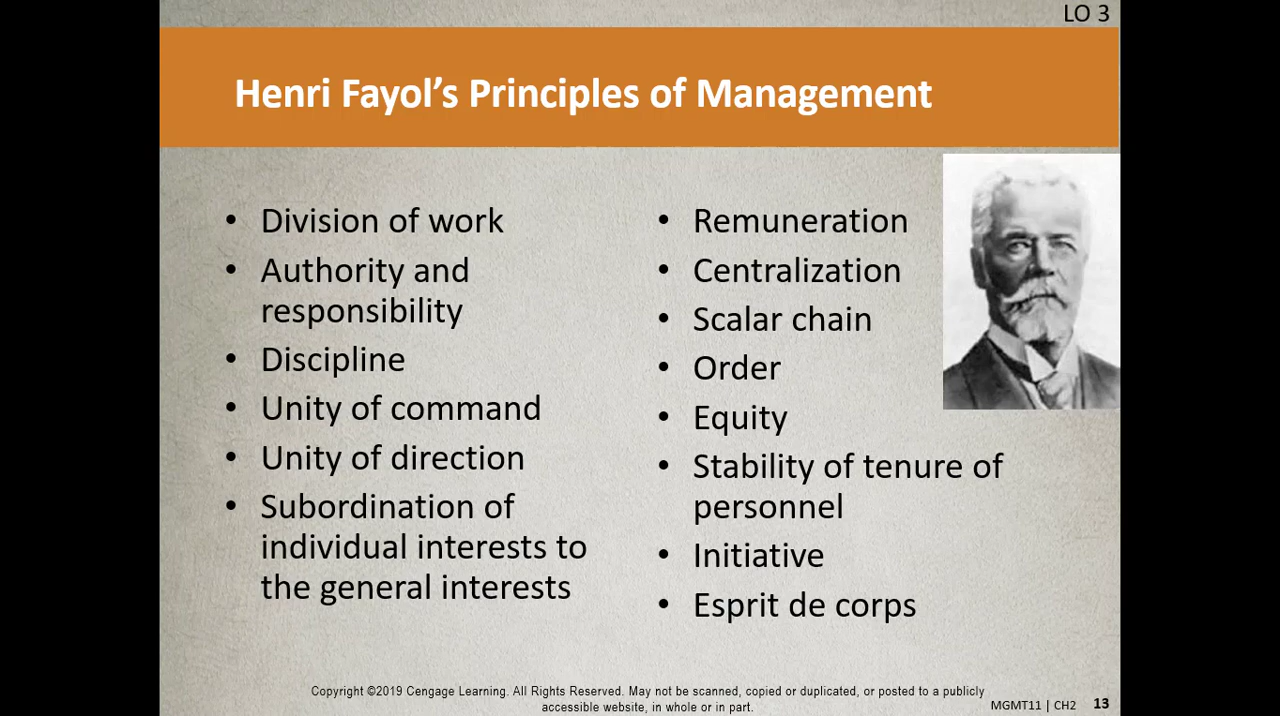 LO 3
Henri Fayol’s Principles of Management
• Division of work
• Authority and
responsibility
• Discipline
• Unity of command
• Unity of direction
• Subordination of
individual interests to
the general interests
• Remuneration
• Centralization
• Scalar chain
• Order
• Equity
• Stability of tenure of
personnel
• Initiative
• Esprit de corps
Copyright ©2019 Cengage Learning. All Rights Reserved. May not be scanned, copied or duplicated, or posted to a publicly
accessible website, in whole or in part.
MGMT11 | CH2 13